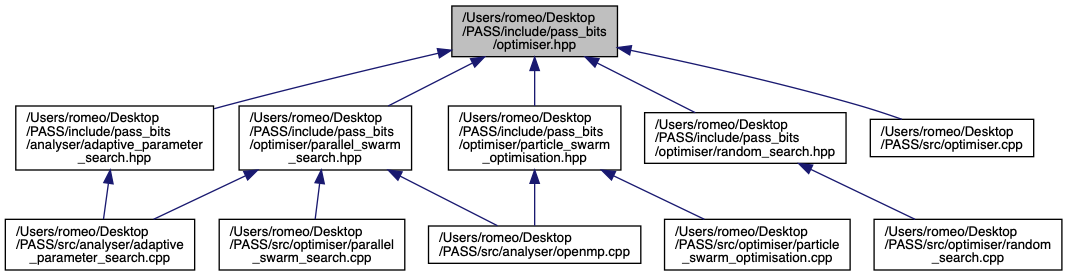 /Users/romeo/Desktop
/PASS/include/pass_bits
/optimiser.hpp
/Users/romeo/Desktop
/PASS/include/pass_bits
/analyser/adaptive_parameter
_search.hpp
/Users/romeo/Desktop
/PASS/include/pass_bits
/optimiser/parallel_swarm
_search.hpp
/Users/romeo/Desktop
/PASS/include/pass_bits
/optimiser/particle_swarm
_optimisation.hpp
/Users/romeo/Desktop
/PASS/include/pass_bits
/optimiser/random_search.hpp
/Users/romeo/Desktop
/PASS/src/optimiser.cpp
/Users/romeo/Desktop
/PASS/src/analyser/adaptive
_parameter_search.cpp
/Users/romeo/Desktop
/PASS/src/optimiser/parallel
_swarm_search.cpp
/Users/romeo/Desktop
/PASS/src/analyser/openmp.cpp
/Users/romeo/Desktop
/PASS/src/optimiser/particle
_swarm_optimisation.cpp
/Users/romeo/Desktop
/PASS/src/optimiser/random
_search.cpp